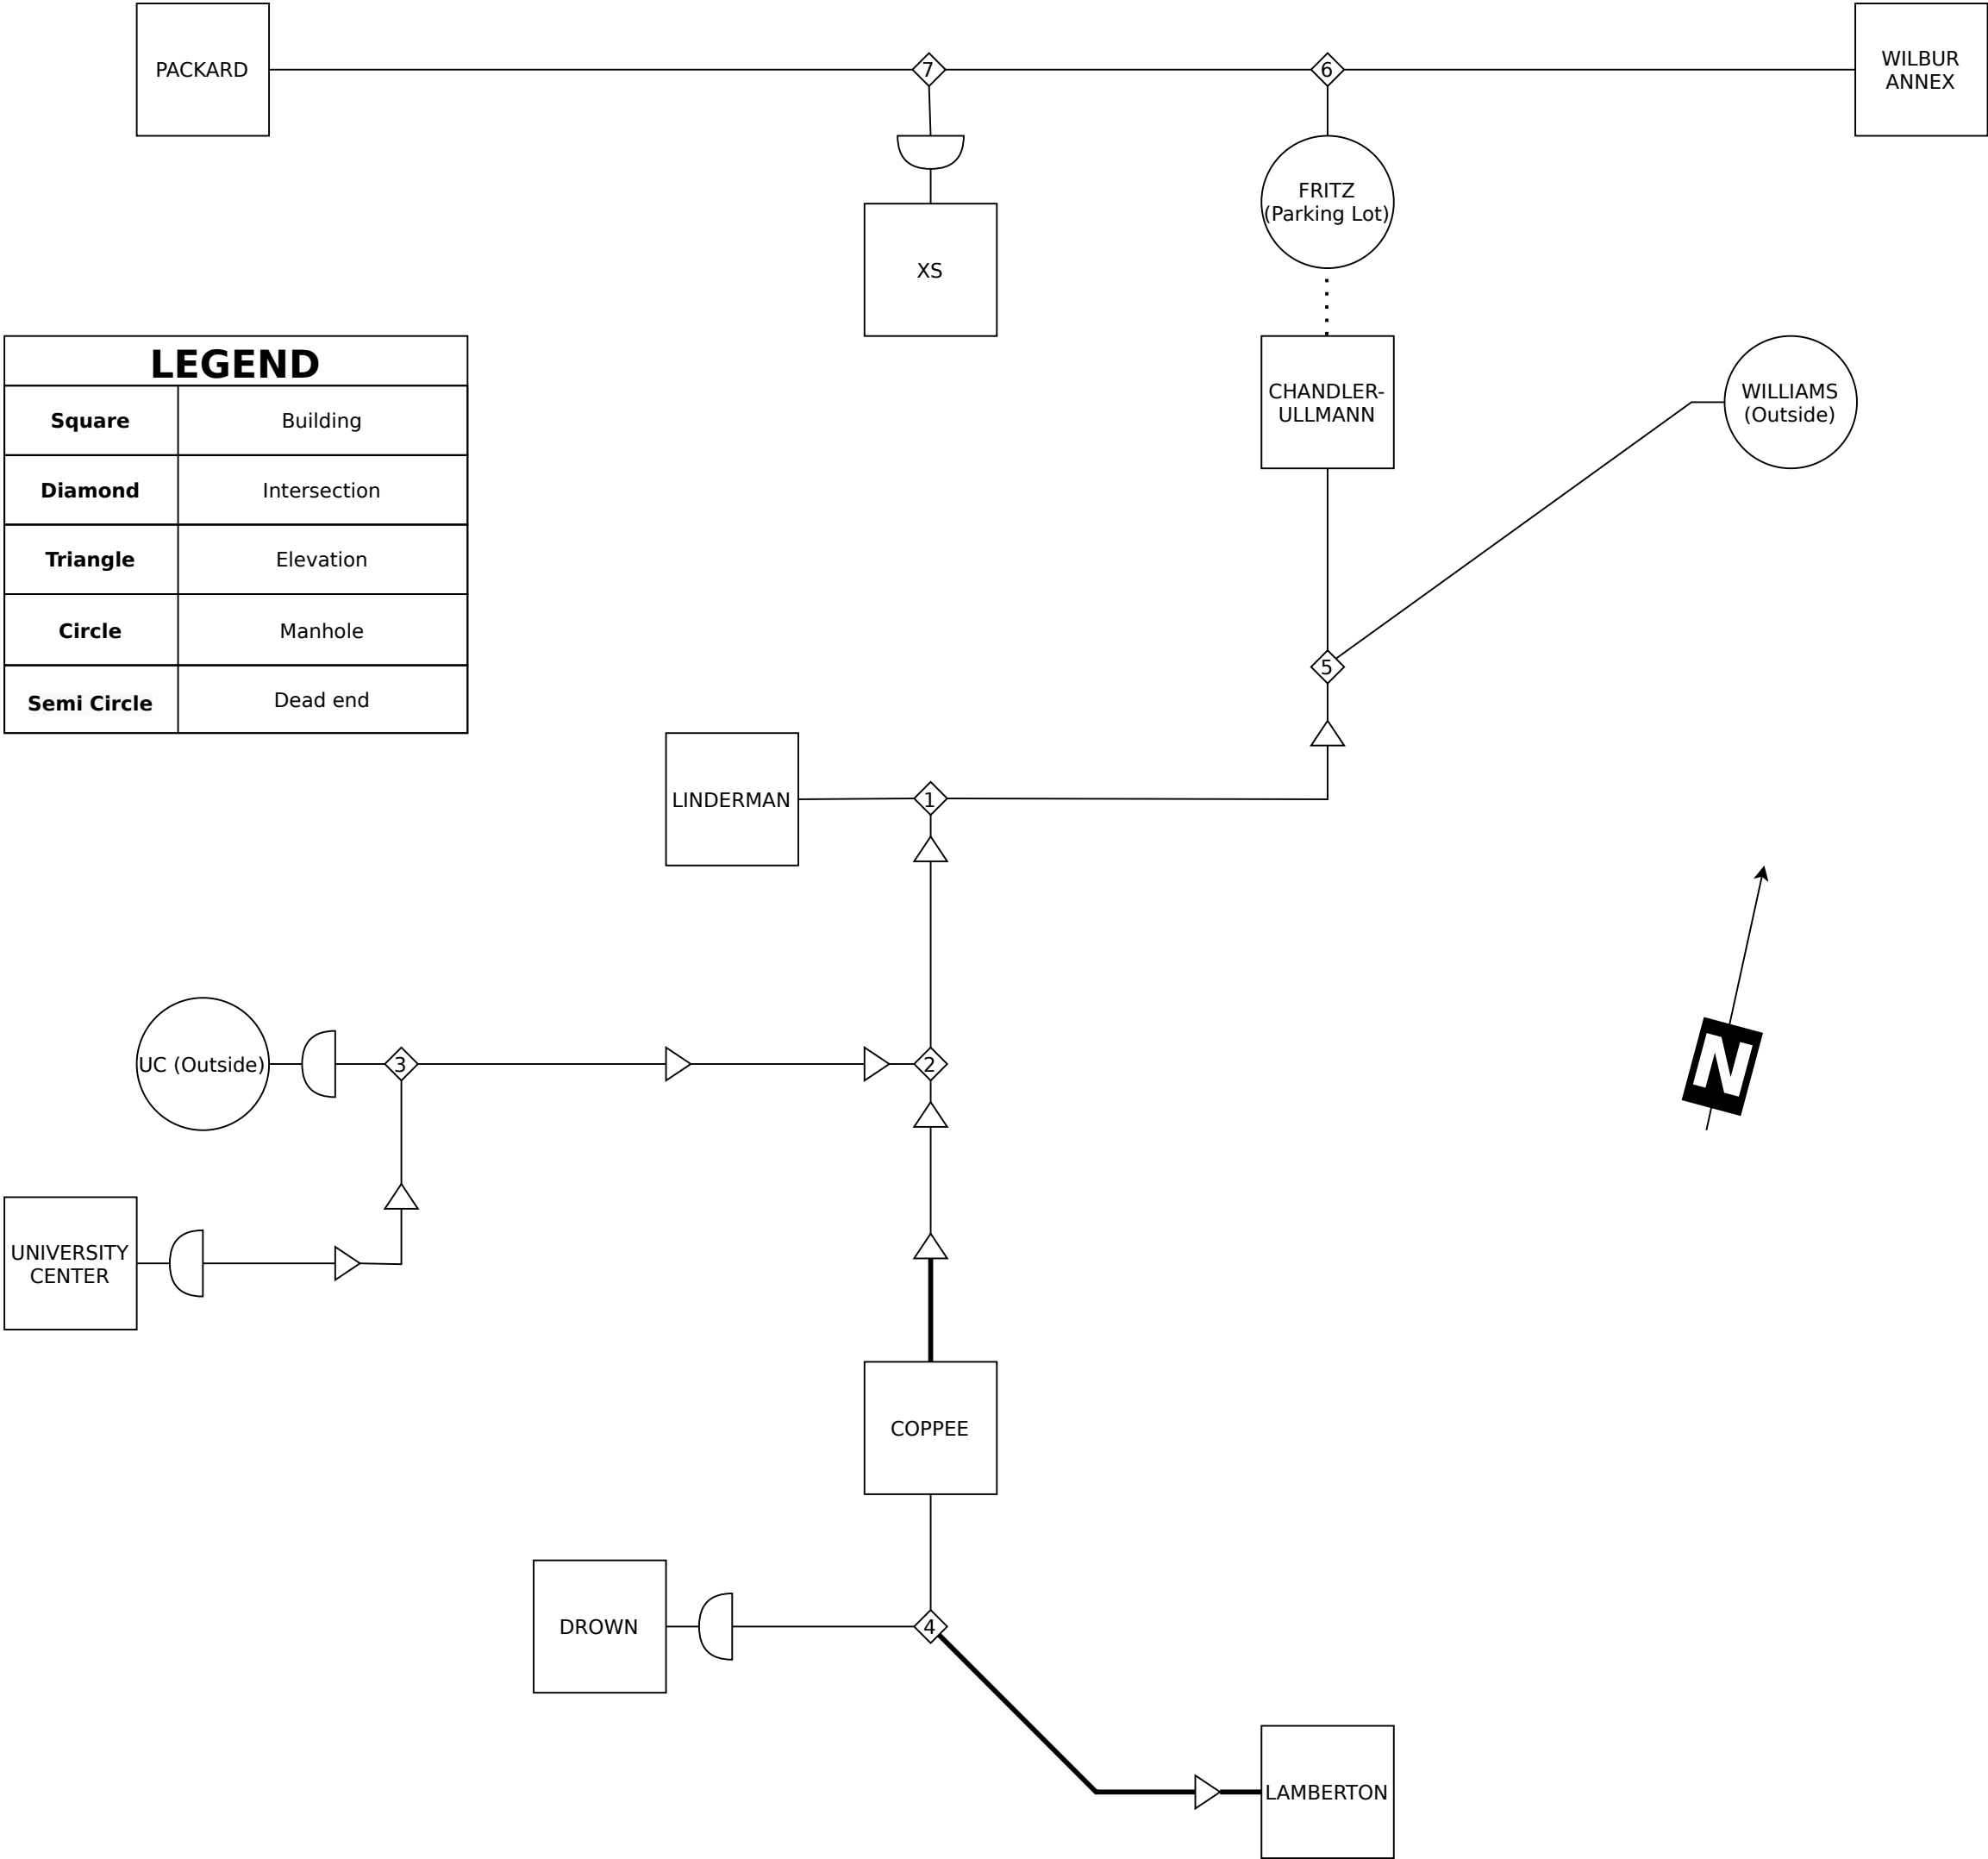 PACKARD
7
6
WILBUR
ANNEX
FRITZ
(Parking Lot)
XS
LEGEND
Square Building
Diamond Intersection
Triangle Elevation
Circle Manhole
Semi Circle Dead end
CHANDLER-
ULLMANN
WILLIAMS
(Outside)
5
LINDERMAN
1
UC (Outside)
3
2
N
UNIVERSITY
CENTER
COPPEE
DROWN
4
LAMBERTON